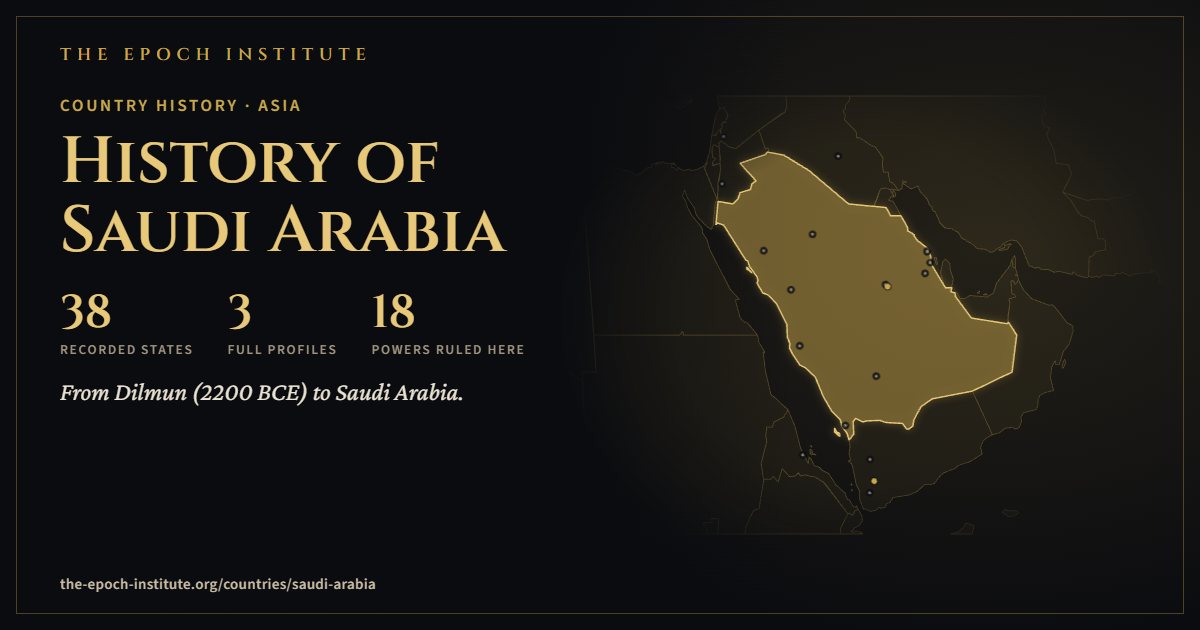 THE EPOCH INSTITUTE
COUNTRY HISTORY · ASIA
History of
Saudi Arabia
38 3 18
RECORDED STATES FULL PROFILES POWERS RULED HERE
From Dilmun (2200 BCE) to Saudi Arabia.
the-epoch-institute.org/countries/saudi-arabia